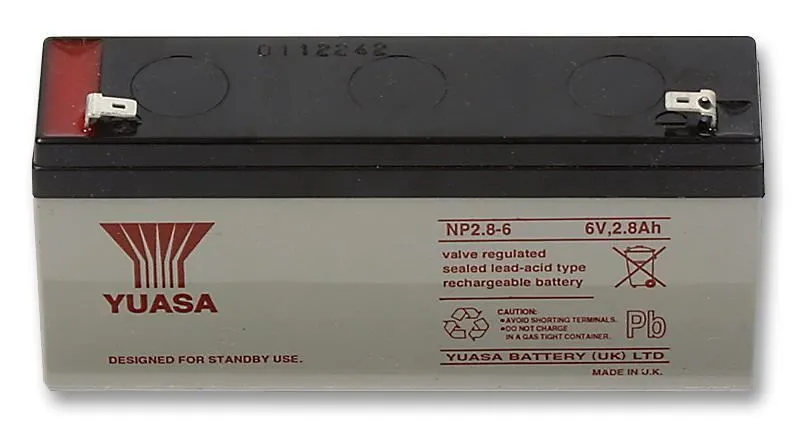 0112242
YUASA
DESIGNED FOR STANDBY USE.
NP2.8-6 6V,2.8Ah
valve regulated
sealed lead-acid type
rechargeable battery
CAUTION:
• AVOID SHORTING TERMINALS.
• DO NOT CHARGE
IN A GAS TIGHT CONTAINER.
Pb
YUASA BATTERY (UK) LTD
MADE IN U.K.